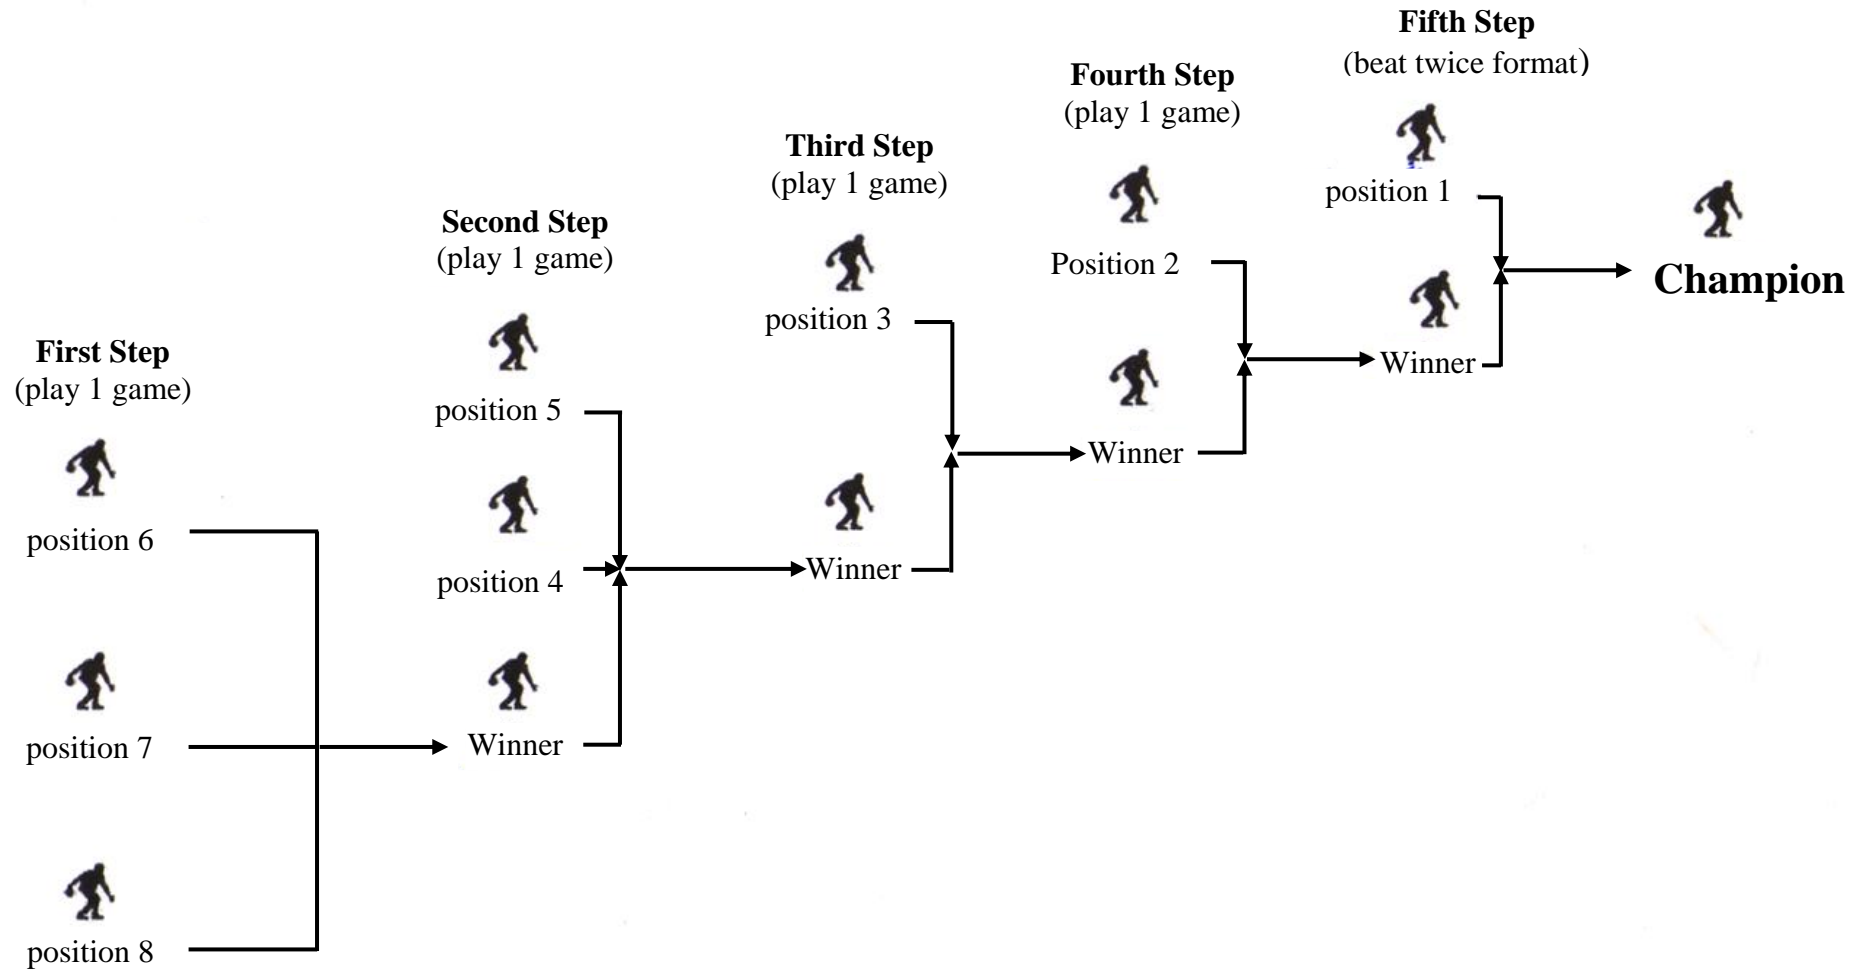 First Step
(play 1 game)
position 6
position 7
position 8
Second Step
(play 1 game)
position 5
position 4
Winner
Third Step
(play 1 game)
position 3
Winner
Fourth Step
(play 1 game)
Position 2
Winner
Fifth Step
(beat twice format)
position 1
Winner
Champion